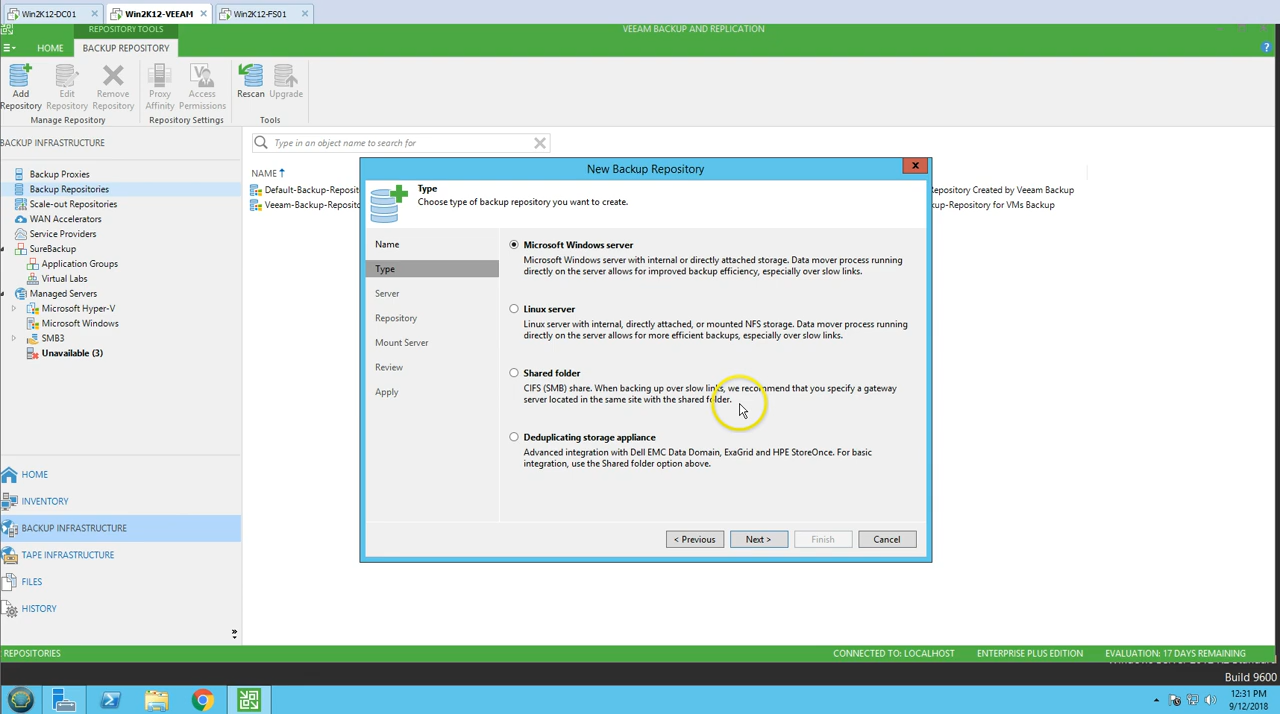 Win2K12-DC01
Win2K12-VEEAM
Win2K12-FS01
REPOSITORY TOOLS
VEEAM BACKUP AND REPLICATION
HOME
BACKUP REPOSITORY
Add Repository
Edit Repository
Remove Repository
Proxy Affinity
Access Permissions
Rescan
Upgrade
Manage Repository
Repository Settings
Tools
BACKUP INFRASTRUCTURE
Type in an object name to search for
Backup Proxies
Backup Repositories
Scale-out Repositories
WAN Accelerators
Service Providers
SureBackup
Application Groups
Virtual Labs
Managed Servers
Microsoft Hyper-V
Microsoft Windows
SMB3
Unavailable (3)
NAME
Default-Backup-Reposit
Veeam-Backup-Reposito
epository Created by Veeam Backup
kup-Repository for VMs Backup
New Backup Repository
Type
Choose type of backup repository you want to create.
Name
Type
Server
Repository
Mount Server
Review
Apply
Microsoft Windows server
Microsoft Windows server with internal or directly attached storage. Data mover process running
directly on the server allows for improved backup efficiency, especially over slow links.
Linux server
Linux server with internal, directly attached, or mounted NFS storage. Data mover process running
directly on the server allows for more efficient backups, especially over slow links.
Shared folder
CIFS (SMB) share. When backing up over slow links, we recommend that you specify a gateway
server located in the same site with the shared folder.
Deduplicating storage appliance
Advanced integration with Dell EMC Data Domain, ExaGrid and HPE StoreOnce. For basic
integration, use the Shared folder option above.
< Previous
Next >
Finish
Cancel
HOME
INVENTORY
BACKUP INFRASTRUCTURE
TAPE INFRASTRUCTURE
FILES
HISTORY
REPOSITORIES
CONNECTED TO: LOCALHOST
ENTERPRISE PLUS EDITION
EVALUATION: 17 DAYS REMAINING
Build 9600
12:31 PM
9/12/2018